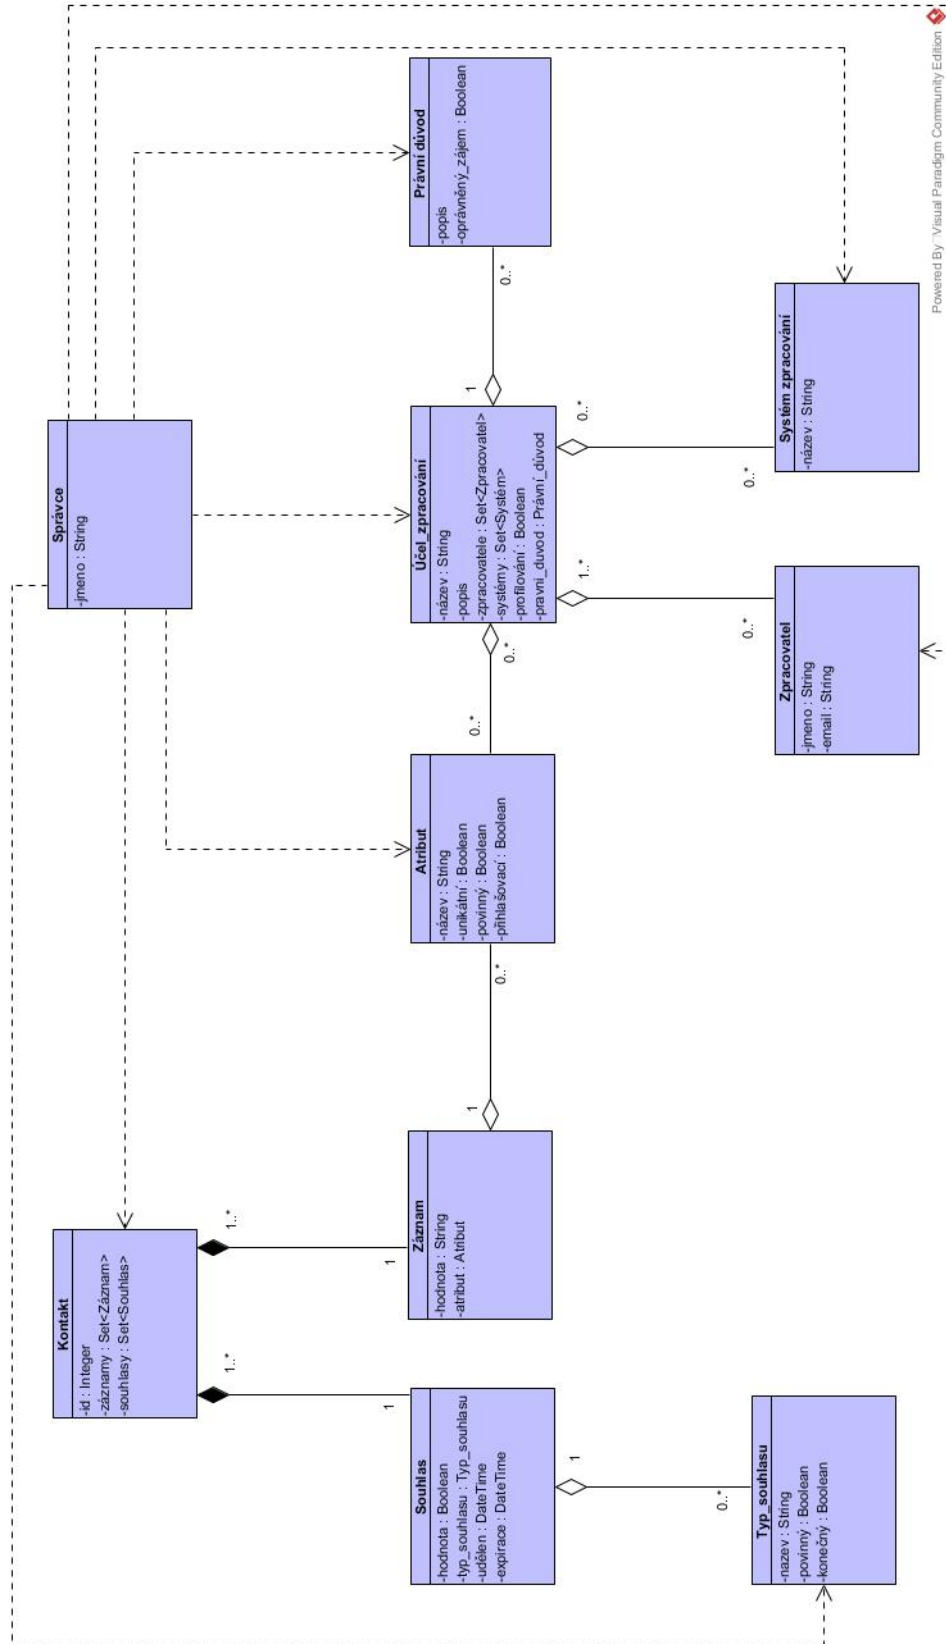 Správce
-jmeno : String
Kontakt
-id : Integer
-záznamy : Set<Záznam>
-souhlasy : Set<Souhlas>
1..*
1..*
1
1
Souhlas
-hodnota : Boolean
-typ_souhlasu : Typ_souhlasu
-udělen : DateTime
-expirace : DateTime
Záznam
-hodnota : String
-atribut : Atribut
1
0..*
Atribut
-název : String
-unikátní : Boolean
-povinný : Boolean
-přihlašovací : Boolean
0..*
0..*
Účel_zpracování
-název : String
-popis
-zpracovatele : Set<Zpracovatel>
-systémy : Set<Systém>
-profilování : Boolean
-pravni_duvod : Právní_důvod
1
0..*
Právní důvod
-popis
-oprávněný_zájem : Boolean
1
0..*
1..*
0..*
0..*
0..*
Typ_souhlasu
-nazev : String
-povinný : Boolean
-konečný : Boolean
Zpracovatel
-jmeno : String
-email : String
Systém zpracování
-název : String
Powered By Visual Paradigm Community Edition